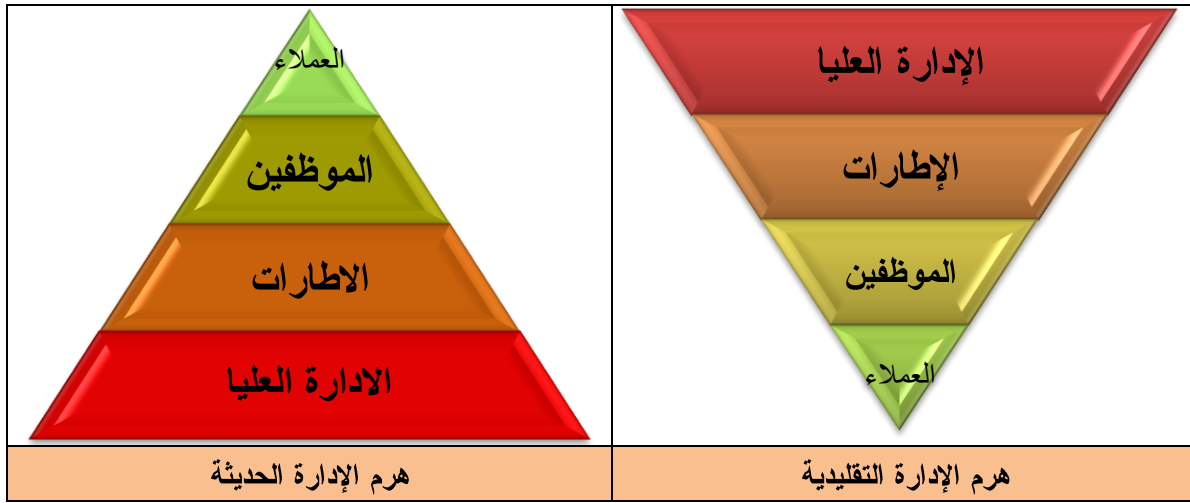 الإدارة العليا
الإطارات
الموظفين
العملاء
هرم الإدارة التقليدية
العملاء
الموظفين
الاطارات
الادارة العليا
هرم الإدارة الحديثة